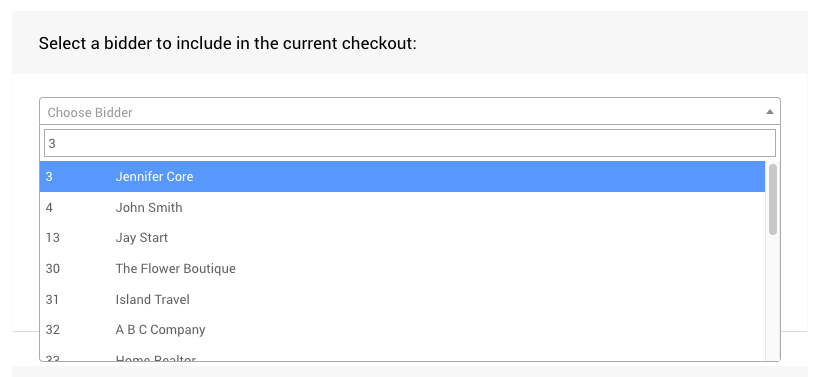 Select a bidder to include in the current checkout:
Choose Bidder
3
3 Jennifer Core
4 John Smith
13 Jay Start
30 The Flower Boutique
31 Island Travel
32 A B C Company
33 Home Realtor